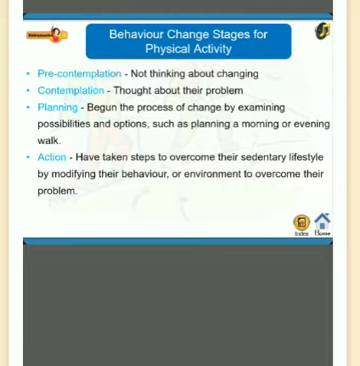 Behaviour Change Stages for
Physical Activity
• Pre-contemplation - Not thinking about changing
• Contemplation - Thought about their problem
• Planning - Begun the process of change by examining
possibilities and options, such as planning a morning or evening
walk.
• Action - Have taken steps to overcome their sedentary lifestyle
by modifying their behaviour, or environment to overcome their
problem.
Index Home